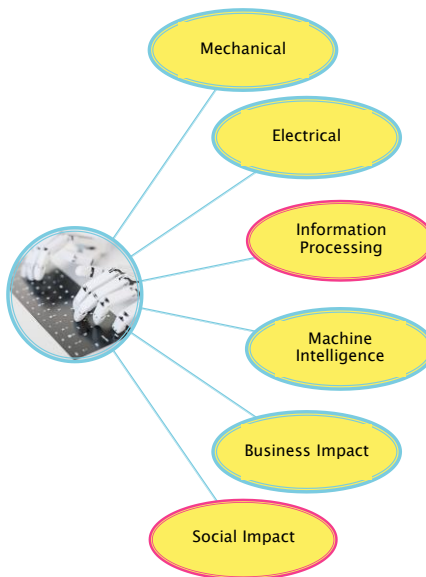 Mechanical
Electrical
Information
Processing
Machine
Intelligence
Business Impact
Social Impact